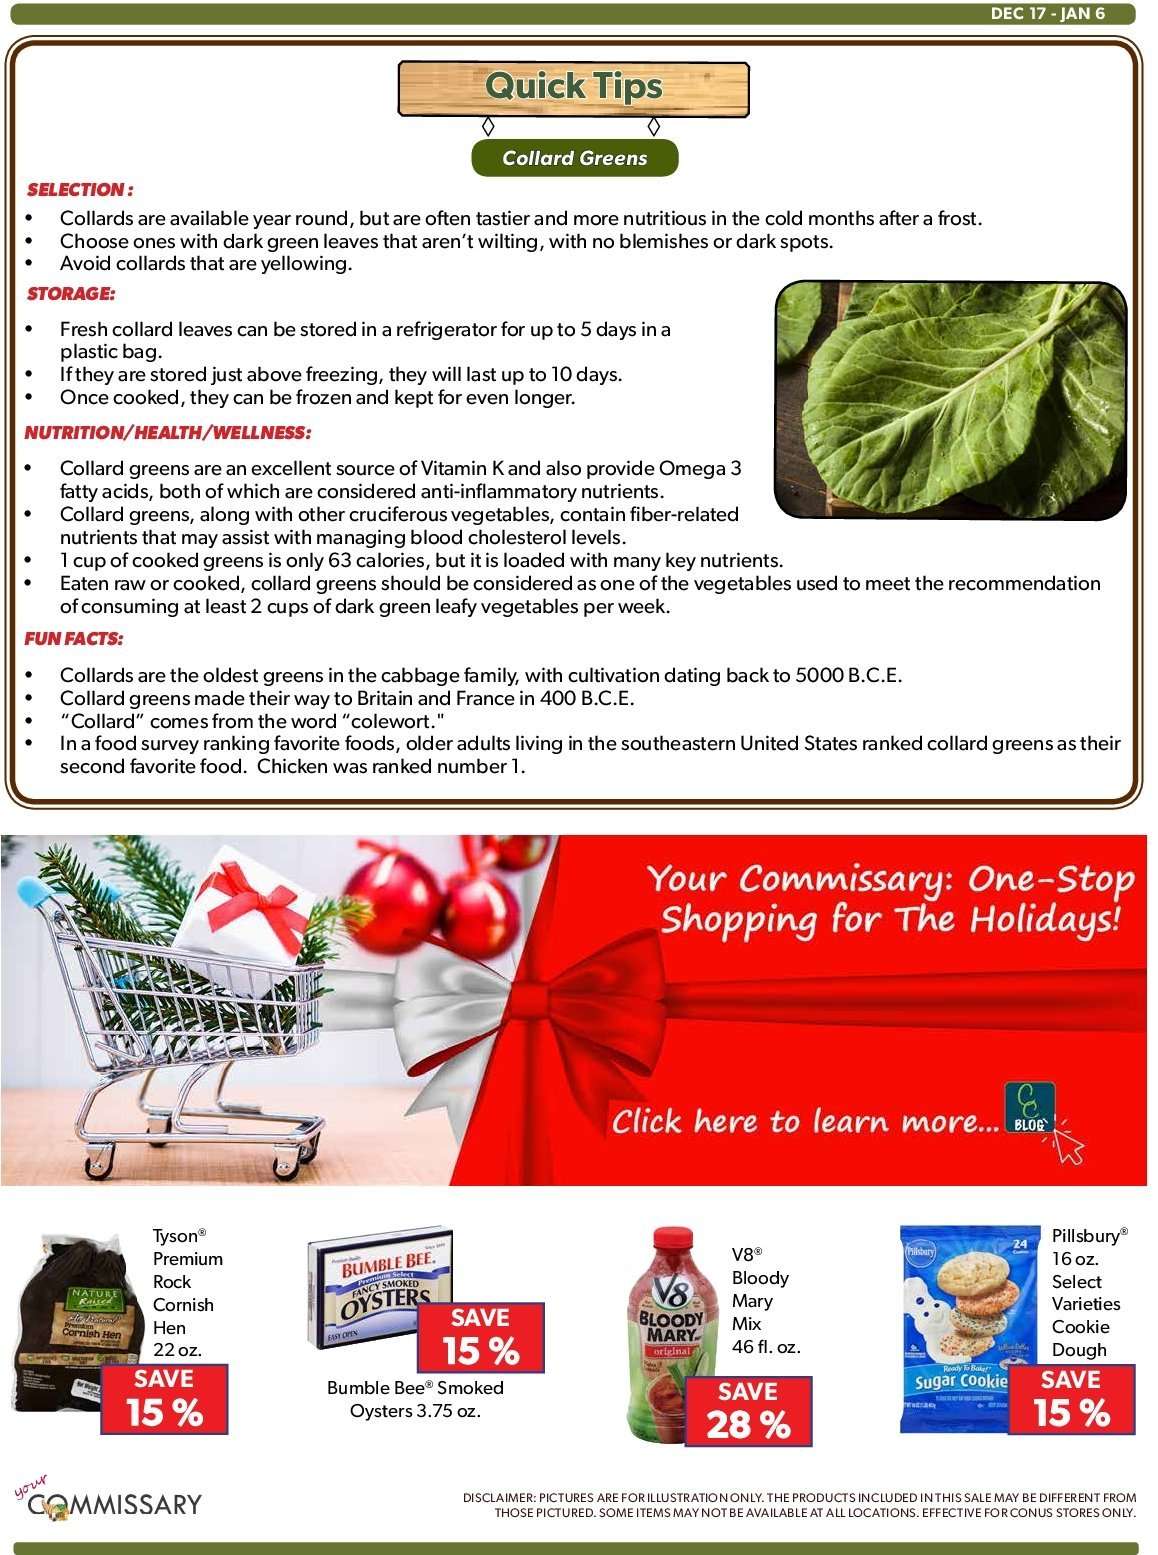 DEC 17 - JAN 6
Quick Tips
Collard Greens
SELECTION :
• Collards are available year round, but are often tastier and more nutritious in the cold months after a frost.
• Choose ones with dark green leaves that aren't wilting, with no blemishes or dark spots.
• Avoid collards that are yellowing.
STORAGE:
• Fresh collard leaves can be stored in a refrigerator for up to 5 days in a
plastic bag.
• If they are stored just above freezing, they will last up to 10 days.
• Once cooked, they can be frozen and kept for even longer.
NUTRITION/HEALTH/WELLNESS:
• Collard greens are an excellent source of Vitamin K and also provide Omega 3
fatty acids, both of which are considered anti-inflammatory nutrients.
• Collard greens, along with other cruciferous vegetables, contain fiber-related
nutrients that may assist with managing blood cholesterol levels.
• 1 cup of cooked greens is only 63 calories, but it is loaded with many key nutrients.
• Eaten raw or cooked, collard greens should be considered as one of the vegetables used to meet the recommendation
of consuming at least 2 cups of dark green leafy vegetables per week.
FUN FACTS:
• Collards are the oldest greens in the cabbage family, with cultivation dating back to 5000 B.C.E.
• Collard greens made their way to Britain and France in 400 B.C.E.
• “Collard” comes from the word “colewort."
• In a food survey ranking favorite foods, older adults living in the southeastern United States ranked collard greens as their
second favorite food. Chicken was ranked number 1.
Your Commissary: One-Stop
Shopping for The Holidays!
Click here to learn more...
CC
BLOG
NATURE
Raised
All Natural
Premium
Cornish Hen
Tyson®
Premium
Rock
Cornish
Hen
22 oz.
SAVE
15 %
BUMBLE BEE.
Premium Select
FANCY SMOKED
OYSTERS
EASY OPEN
SAVE
15 %
Bumble Bee® Smoked
Oysters 3.75 oz.
V8
BLOODY
MARY
original
V8®
Bloody
Mary
Mix
46 fl. oz.
SAVE
28 %
Pillsbury
24
Cookies
Ready To Bake!
Sugar Cookie
Pillsbury®
16 oz.
Select
Varieties
Cookie
Dough
SAVE
15 %
your
COMMISSARY
DISCLAIMER: PICTURES ARE FOR ILLUSTRATION ONLY. THE PRODUCTS INCLUDED IN THIS SALE MAY BE DIFFERENT FROM
THOSE PICTURED. SOME ITEMS MAY NOT BE AVAILABLE AT ALL LOCATIONS. EFFECTIVE FOR CONUS STORES ONLY.